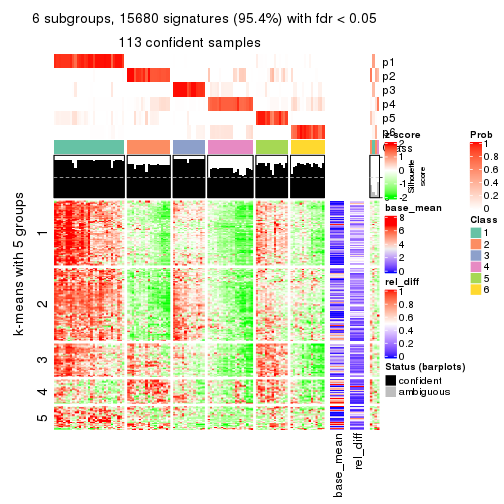 6 subgroups, 15680 signatures (95.4%) with fdr < 0.05
113 confident samples
p1
p2
p3
p4
p5
p6
Class
Silhouette
score
k-means with 5 groups
1
2
3
4
5
base_mean
rel_diff
z-score
2
1
0
-1
-2
base_mean
8
6
4
2
0
rel_diff
1
0.8
0.6
0.4
0.2
0
Status (barplots)
confident
ambiguous
Prob
1
0.8
0.6
0.4
0.2
0
Class
1
2
3
4
5
6